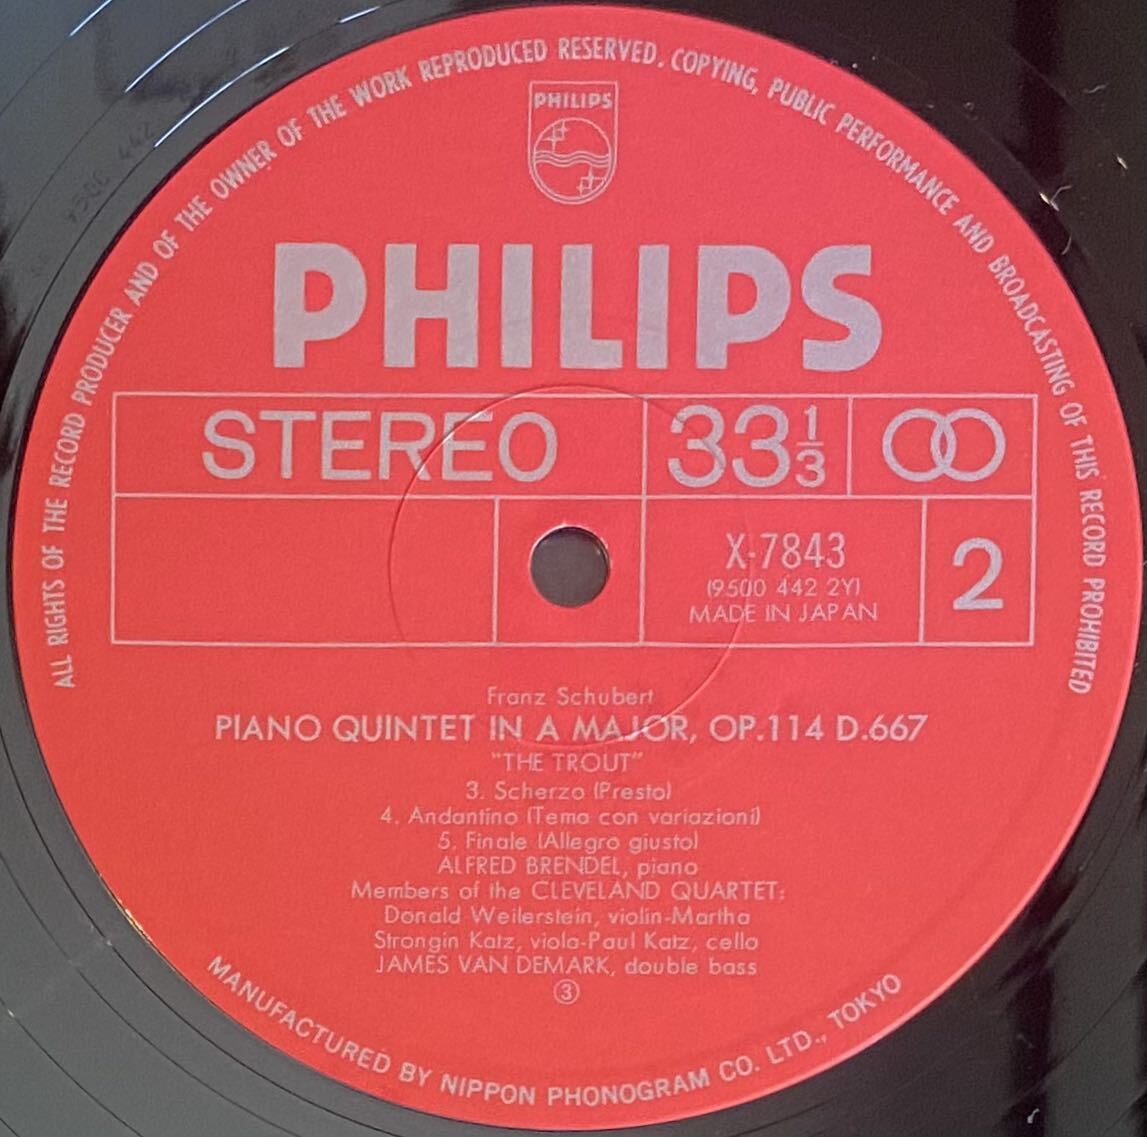 ALL RIGHTS OF THE RECORD PRODUCER AND OF THE OWNER OF THE WORK REPRODUCED RESERVED. COPYING, PUBLIC PERFORMANCE AND BROADCASTING OF THIS RECORD PROHIBITED
PHILIPS
PHILIPS
STEREO 33 1/3
X-7843
(9500 442 2Y)
MADE IN JAPAN
2
Franz Schubert
PIANO QUINTET IN A MAJOR, OP.114 D.667
"THE TROUT"
3. Scherzo (Presto)
4. Andantino (Tema con variazioni)
5. Finale (Allegro giusto)
ALFRED BRENDEL, piano
Members of the CLEVELAND QUARTET:
Donald Weilerstein, violin-Martha
Strongin Katz, viola-Paul Katz, cello
JAMES VAN DEMARK, double bass
③
MANUFACTURED BY NIPPON PHONOGRAM CO. LTD., TOKYO